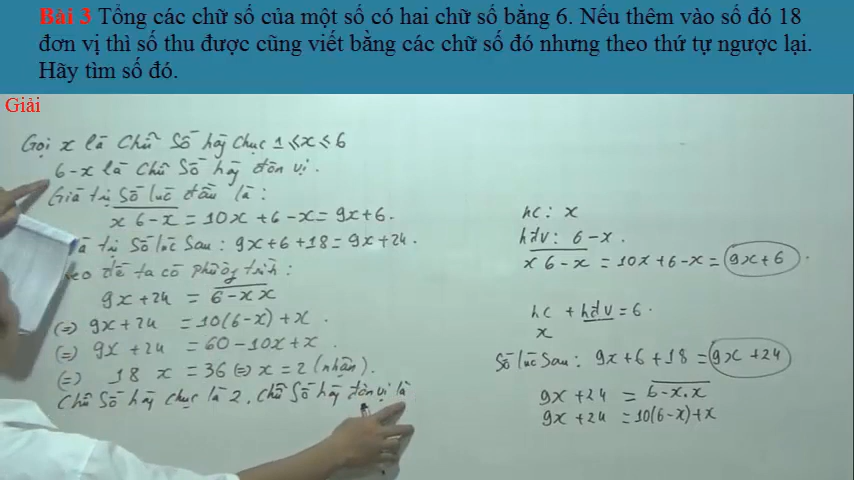 Bài 3 Tổng các chữ số của một số có hai chữ số bằng 6. Nếu thêm vào số đó 18
đơn vị thì số thu được cũng viết bằng các chữ số đó nhưng theo thứ tự ngược lại.
Hãy tìm số đó.
Giải
Gọi x là chữ số hàg chục 1 ≤ x ≤ 6
6-x là chữ số hàg đơn vị.
Giá trị số lúc đầu là:
x 6-x = 10x + 6-x = 9x+6.
á trị số lúc sau: 9x+6+18 = 9x+24.
eo đề ta có phươg trình:
9x+24 = 6-x x
(=) 9x+24 = 10(6-x)+x.
(=) 9x+24 = 60-10x+x.
(=) 18x = 36 (=) x = 2 (nhận).
chữ số hàg chục là 2, chữ số hàg đơn vị là
hc: x
hđv: 6-x.
x 6-x = 10x+6-x = 9x+6.
hc + hđv = 6.
x
Số lúc sau: 9x+6+18 = 9x+24
9x+24 = 6-x.x
9x+24 = 10(6-x)+x